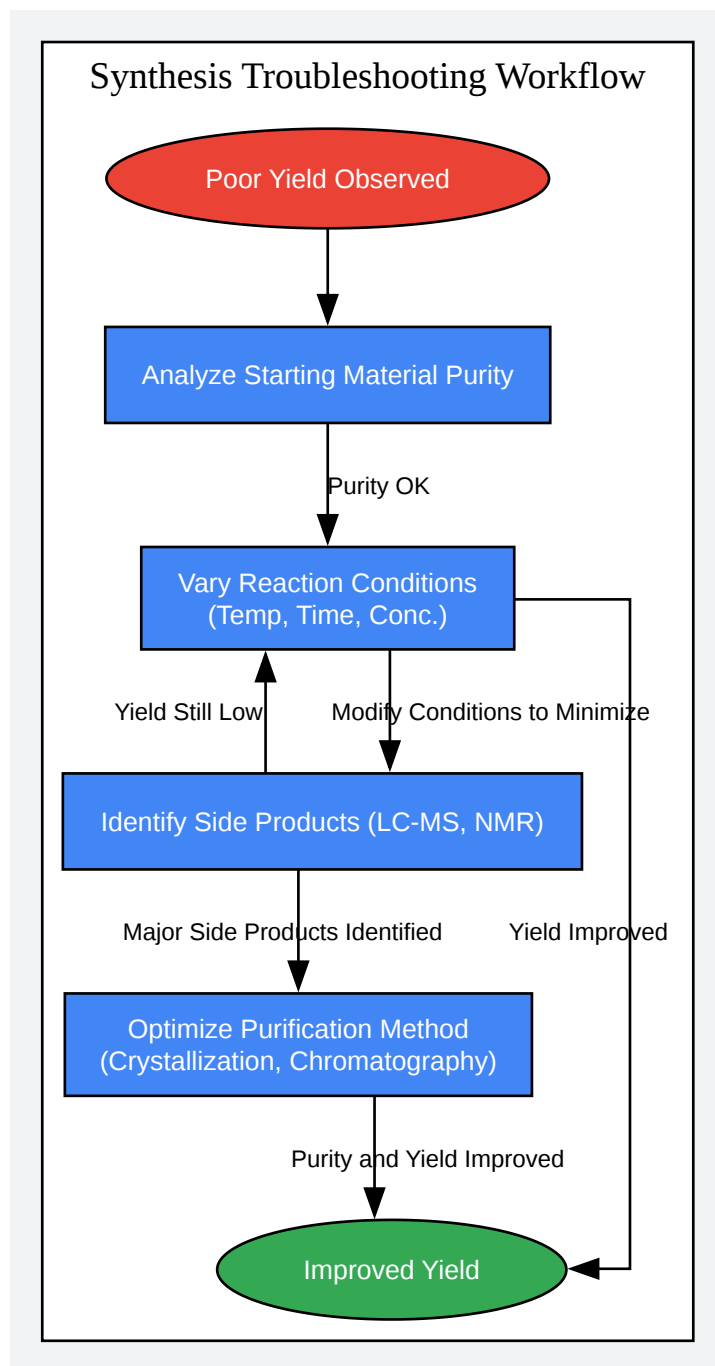 Synthesis Troubleshooting Workflow
Poor Yield Observed
Analyze Starting Material Purity
Purity OK
Vary Reaction Conditions
(Temp, Time, Conc.)
Yield Still Low
Modify Conditions to Minimize
Identify Side Products (LC-MS, NMR)
Major Side Products Identified
Yield Improved
Optimize Purification Method
(Crystallization, Chromatography)
Purity and Yield Improved
Improved Yield